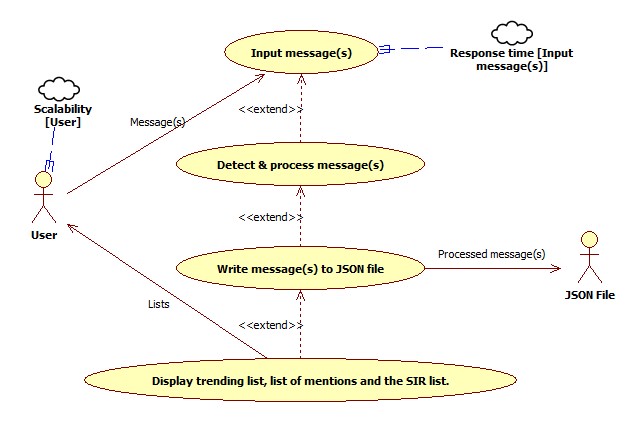 Input message(s)
Response time [Input
message(s)]
Scalability
[User]
<<extend>>
Message(s)
Detect & process message(s)
<<extend>>
User
Processed message(s)
Write message(s) to JSON file
JSON File
Lists
<<extend>>
Display trending list, list of mentions and the SIR list.